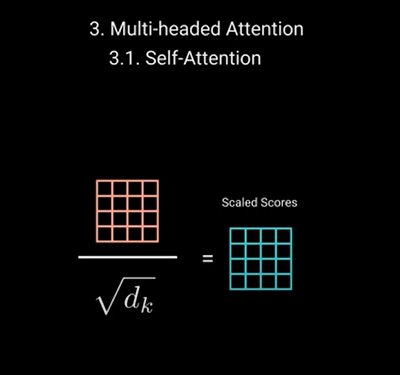 3. Multi-headed Attention
3.1. Self-Attention
Scaled Scores
=
√d_k